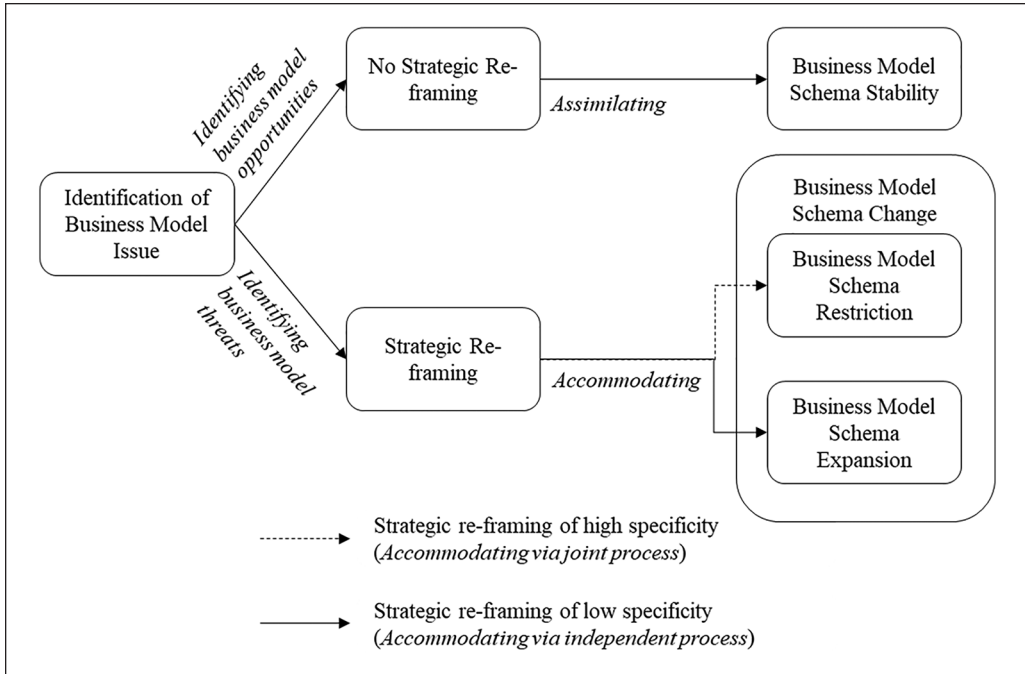 Identifying
business model
opportunities
No Strategic Re-
framing
Assimilating
Business Model
Schema Stability
Identification of
Business Model
Issue
Identifying
business model
threats
Strategic Re-
framing
Accommodating
Business Model
Schema Change
Business Model
Schema
Restriction
Business Model
Schema
Expansion
Strategic re-framing of high specificity
(Accommodating via joint process)
Strategic re-framing of low specificity
(Accommodating via independent process)